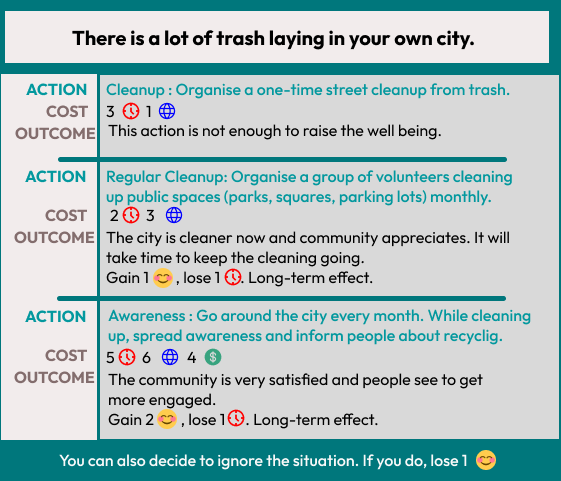 There is a lot of trash laying in your own city.
ACTION Cleanup : Organise a one-time street cleanup from trash.
COST 3 1
OUTCOME This action is not enough to raise the well being.
ACTION Regular Cleanup: Organise a group of volunteers cleaning
up public spaces (parks, squares, parking lots) monthly.
COST 2 3
OUTCOME The city is cleaner now and community appreciates. It will
take time to keep the cleaning going.
Gain 1 , lose 1 . Long-term effect.
ACTION Awareness : Go around the city every month. While cleaning
up, spread awareness and inform people about recyclig.
COST 5 6 4 $
OUTCOME The community is very satisfied and people see to get
more engaged.
Gain 2 , lose 1 . Long-term effect.
You can also decide to ignore the situation. If you do, lose 1